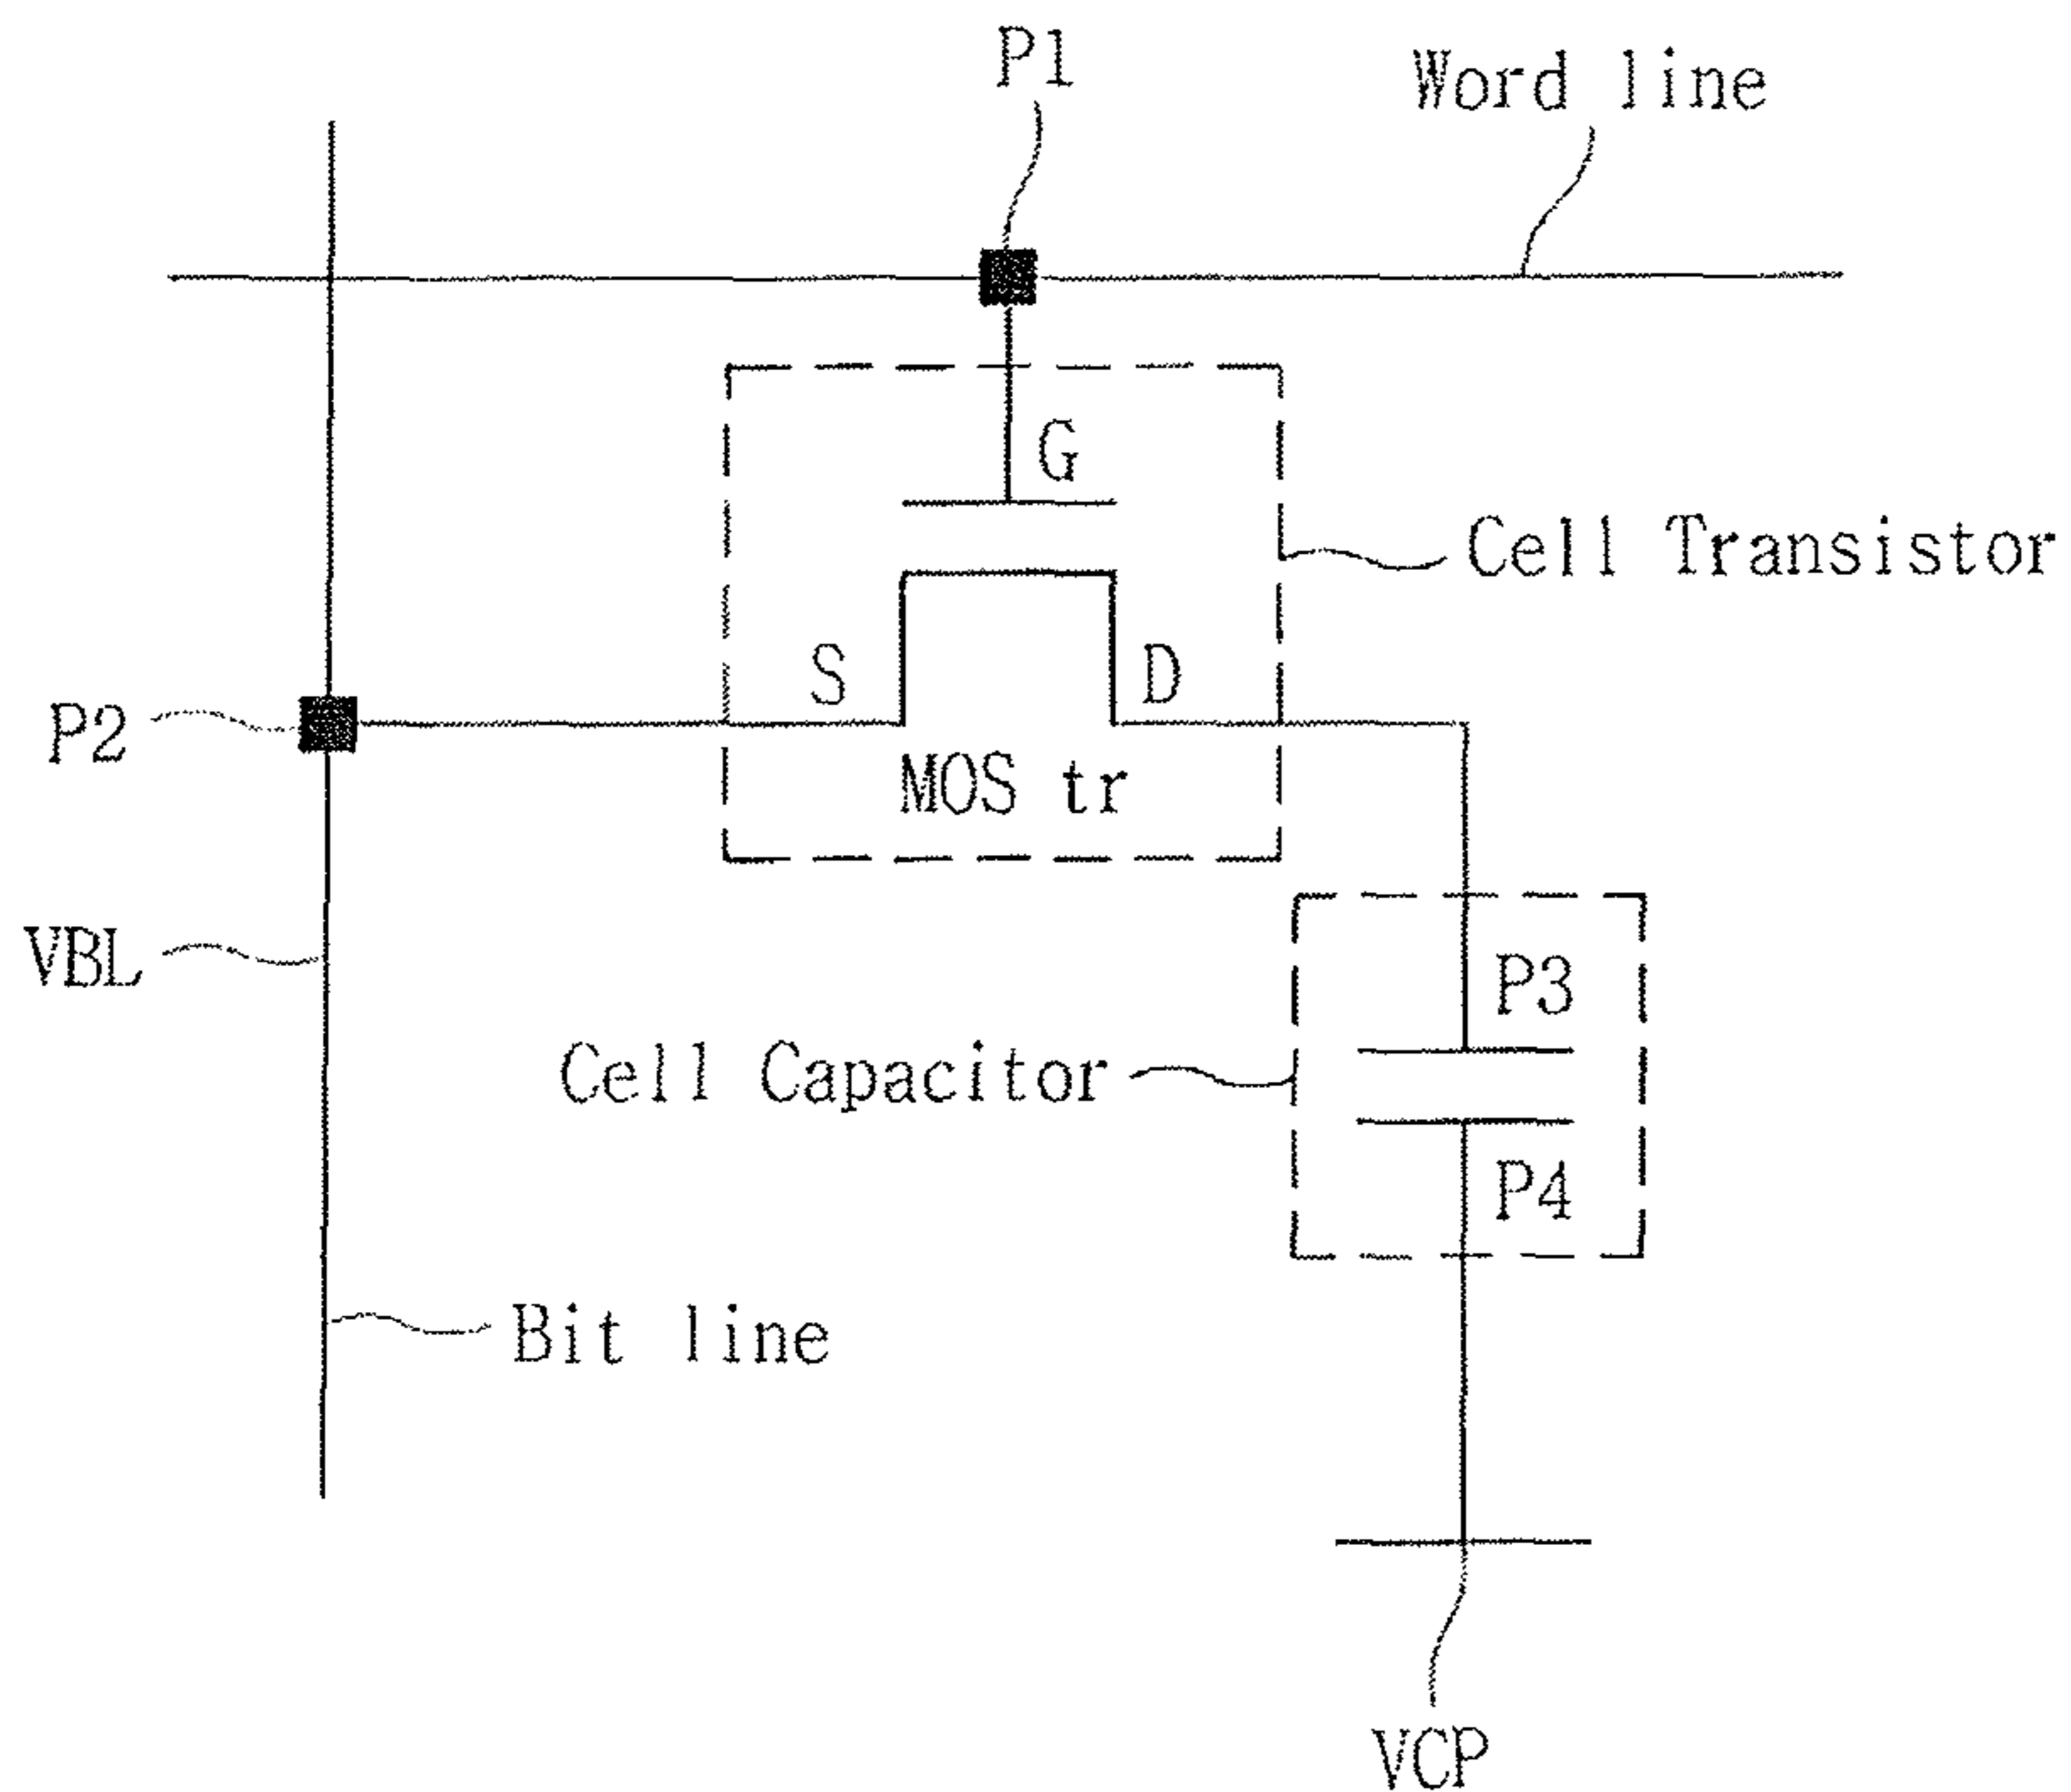 P1
Word line
G
Cell Transistor
S
D
P2
MOS tr
VBL
P3
Cell Capacitor
P4
Bit line
VCP